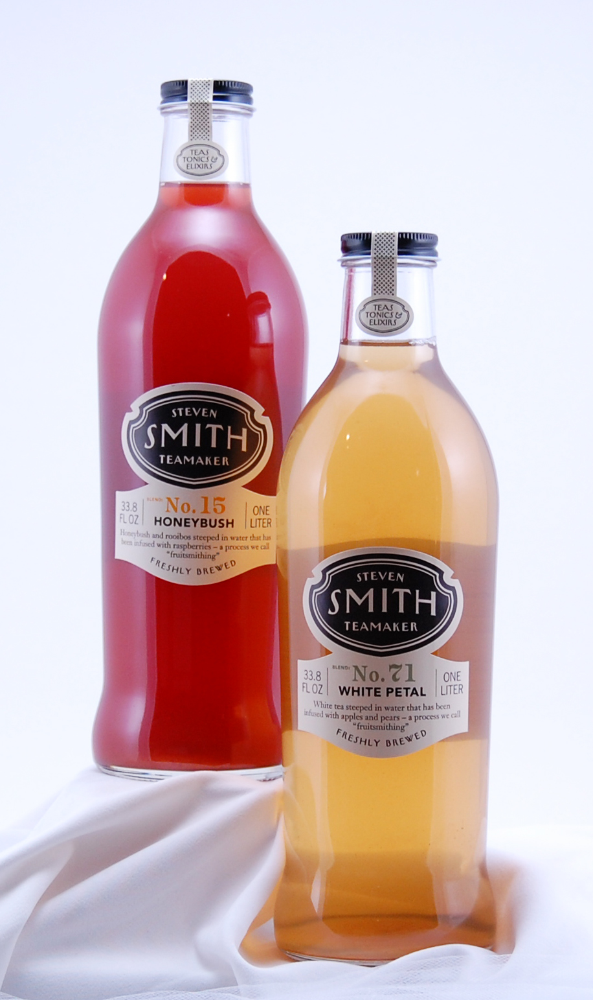 TEAS
TONICS &
ELIXIRS
STEVEN
SMITH
TEAMAKER
33.8
FL OZ
BLEND:
No. 15
HONEYBUSH
ONE
LITER
Honeybush and rooibos steeped in water that has
been infused with raspberries – a process we call
“fruitsmithing”
FRESHLY BREWED
TEAS
TONICS &
ELIXIRS
STEVEN
SMITH
TEAMAKER
33.8
FL OZ
BLEND:
No. 71
WHITE PETAL
ONE
LITER
White tea steeped in water that has been
infused with apples and pears – a process we call
“fruitsmithing”
FRESHLY BREWED